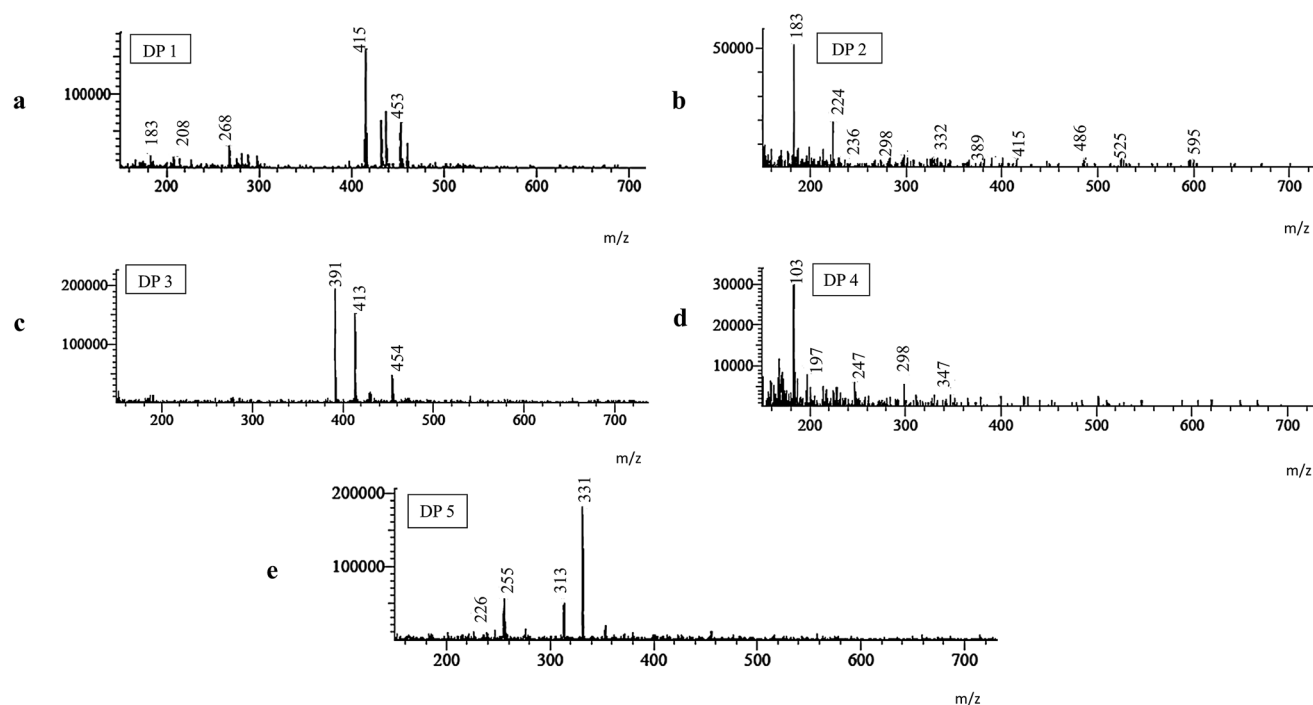 a
DP 1
100000
183
208
268
415
453
200 300 400 500 600 700
m/z
b
DP 2
50000
183
224
236
298
332
389
415
486
525
595
200 300 400 500 600 700
m/z
c
DP 3
200000
100000
391
413
454
200 300 400 500 600 700
m/z
d
DP 4
30000
20000
10000
103
197
247
298
347
200 300 400 500 600 700
m/z
e
DP 5
200000
100000
226
255
313
331
200 300 400 500 600 700
m/z